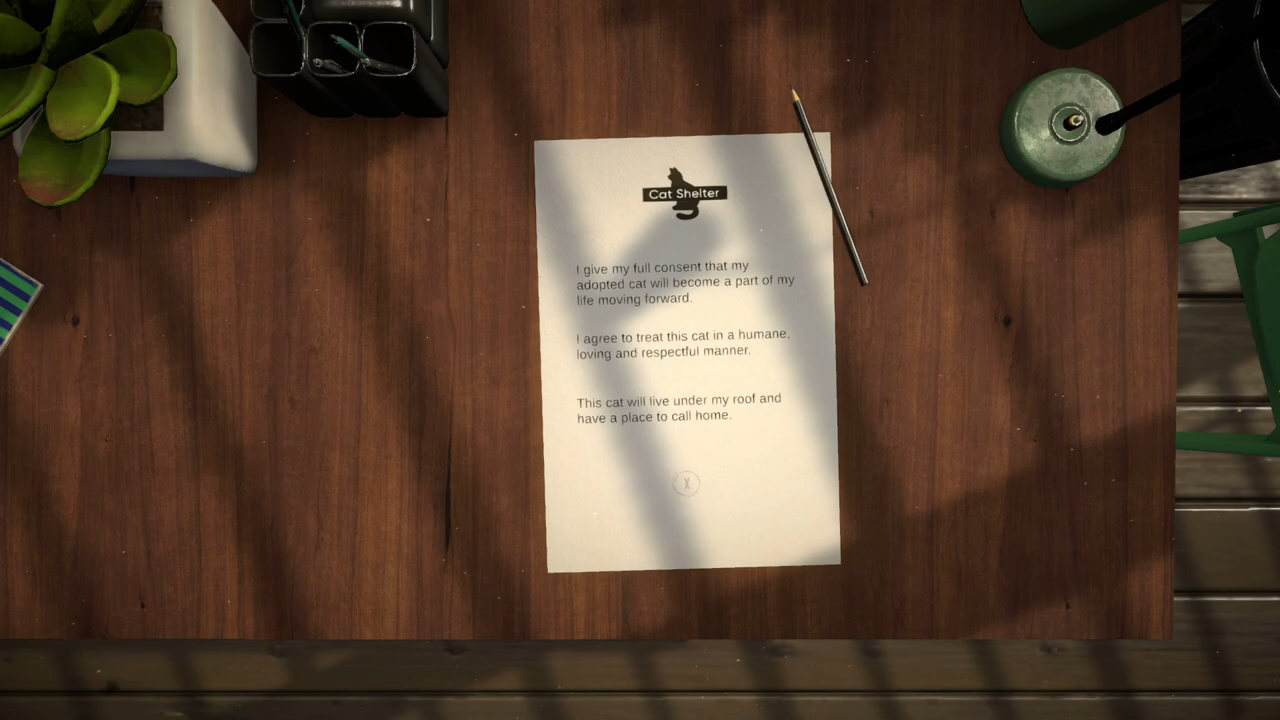 Cat Shelter
I give my full consent that my
adopted cat will become a part of my
life moving forward.
I agree to treat this cat in a humane,
loving and respectful manner.
This cat will live under my roof and
have a place to call home.
X